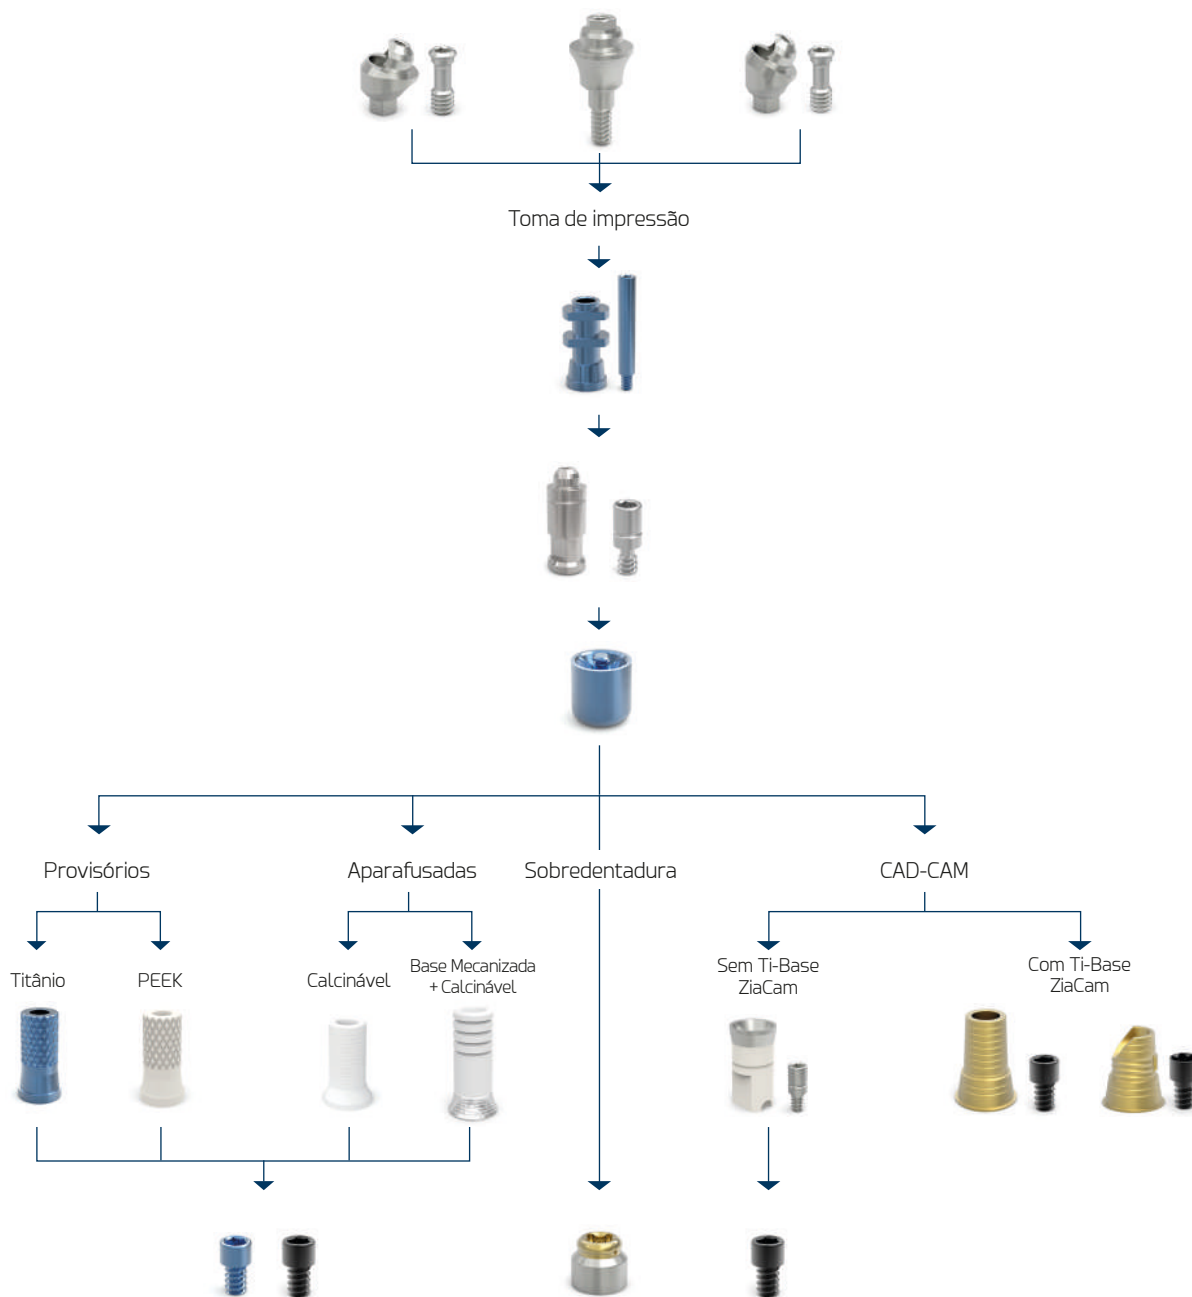 Toma de impressão
Provisórios
Aparafusadas
Sobredentadura
CAD-CAM
Titânio
PEEK
Calcinável
Base Mecanizada
+ Calcinável
Sem Ti-Base
ZiaCam
Com Ti-Base
ZiaCam